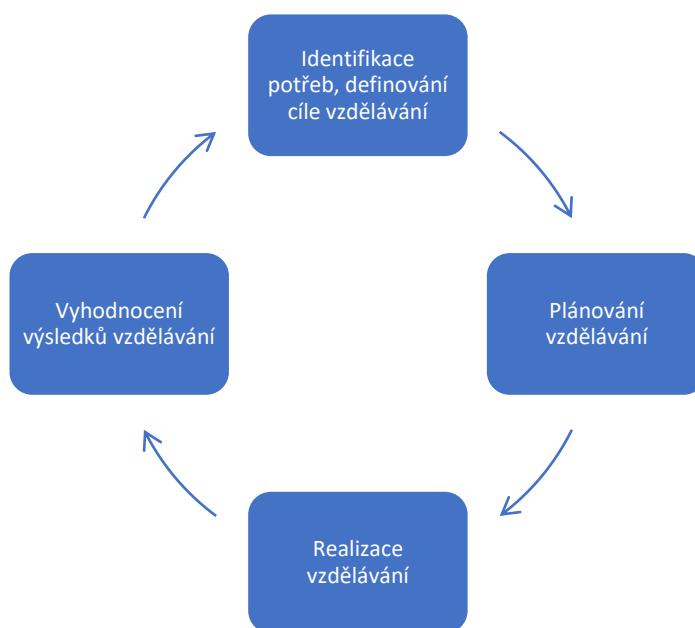 Identifikace
potřeb, definování
cíle vzdělávání
Plánování
vzdělávání
Realizace
vzdělávání
Vyhodnocení
výsledků vzdělávání